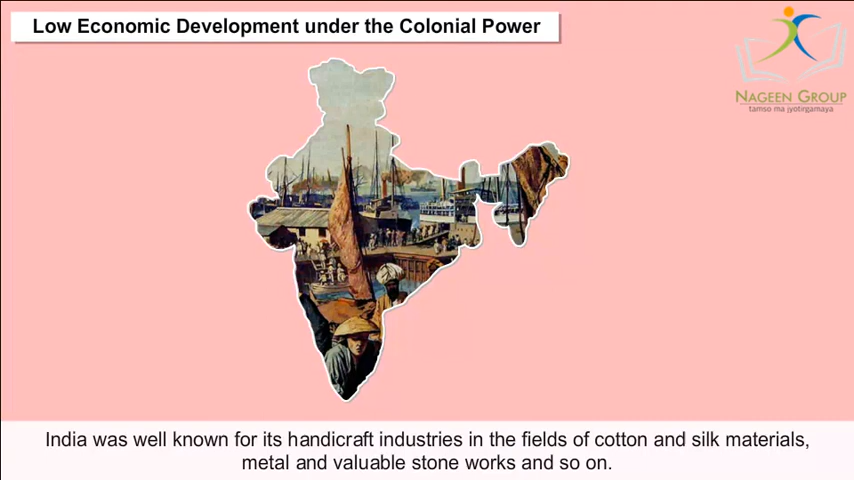 Low Economic Development under the Colonial Power
NAGEEN GROUP
tamso ma jyotirgamaya
India was well known for its handicraft industries in the fields of cotton and silk materials,
metal and valuable stone works and so on.